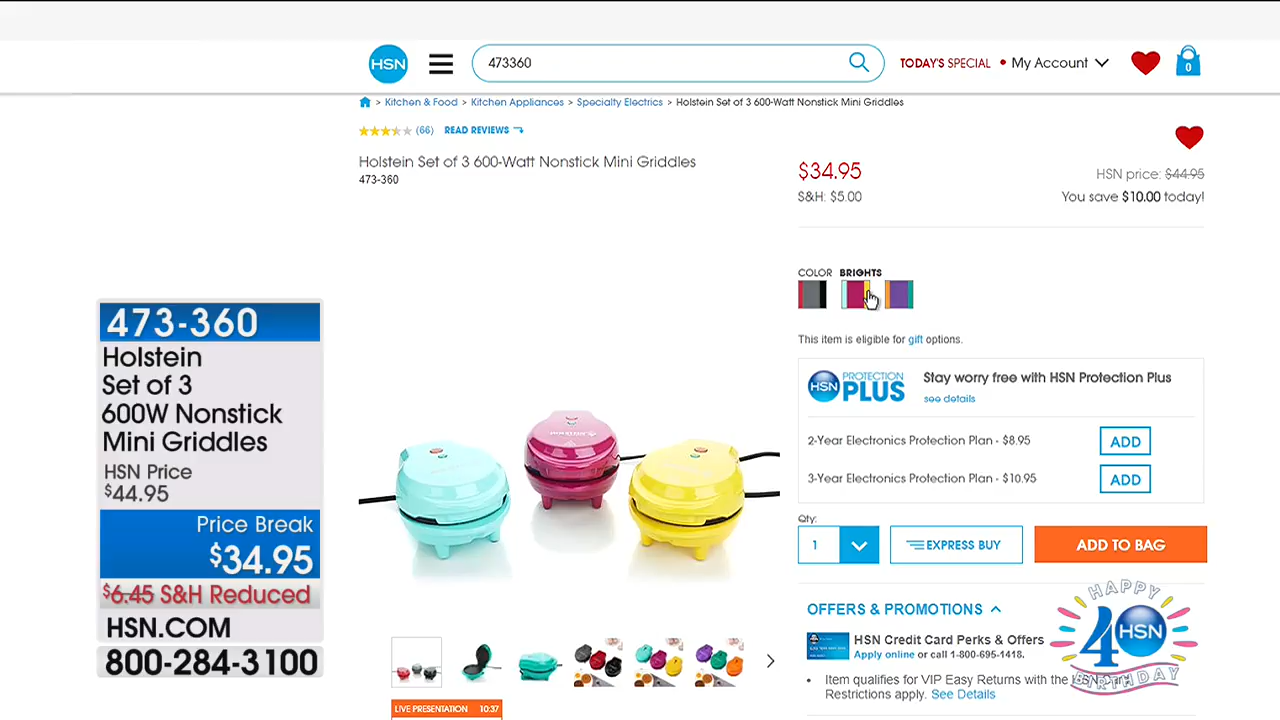 HSN
473360
TODAY'S SPECIAL • My Account
0
> Kitchen & Food > Kitchen Appliances > Specialty Electrics > Holstein Set of 3 600-Watt Nonstick Mini Griddles
(66) READ REVIEWS
Holstein Set of 3 600-Watt Nonstick Mini Griddles
473-360
$34.95
HSN price: $44.95
S&H: $5.00
You save $10.00 today!
COLOR BRIGHTS
This item is eligible for gift options.
HSN PROTECTION PLUS
Stay worry free with HSN Protection Plus
see details
2-Year Electronics Protection Plan - $8.95
ADD
3-Year Electronics Protection Plan - $10.95
ADD
Qty:
1
EXPRESS BUY
ADD TO BAG
OFFERS & PROMOTIONS
HSN Credit Card Perks & Offers
Apply online or call 1-800-695-1418.
• Item qualifies for VIP Easy Returns with the
Restrictions apply. See Details
HAPPY
40
HSN
BIRTHDAY
LIVE PRESENTATION 10:37
473-360
Holstein
Set of 3
600W Nonstick
Mini Griddles
HSN Price
$44.95
Price Break
$34.95
$6.45 S&H Reduced
HSN.COM
800-284-3100